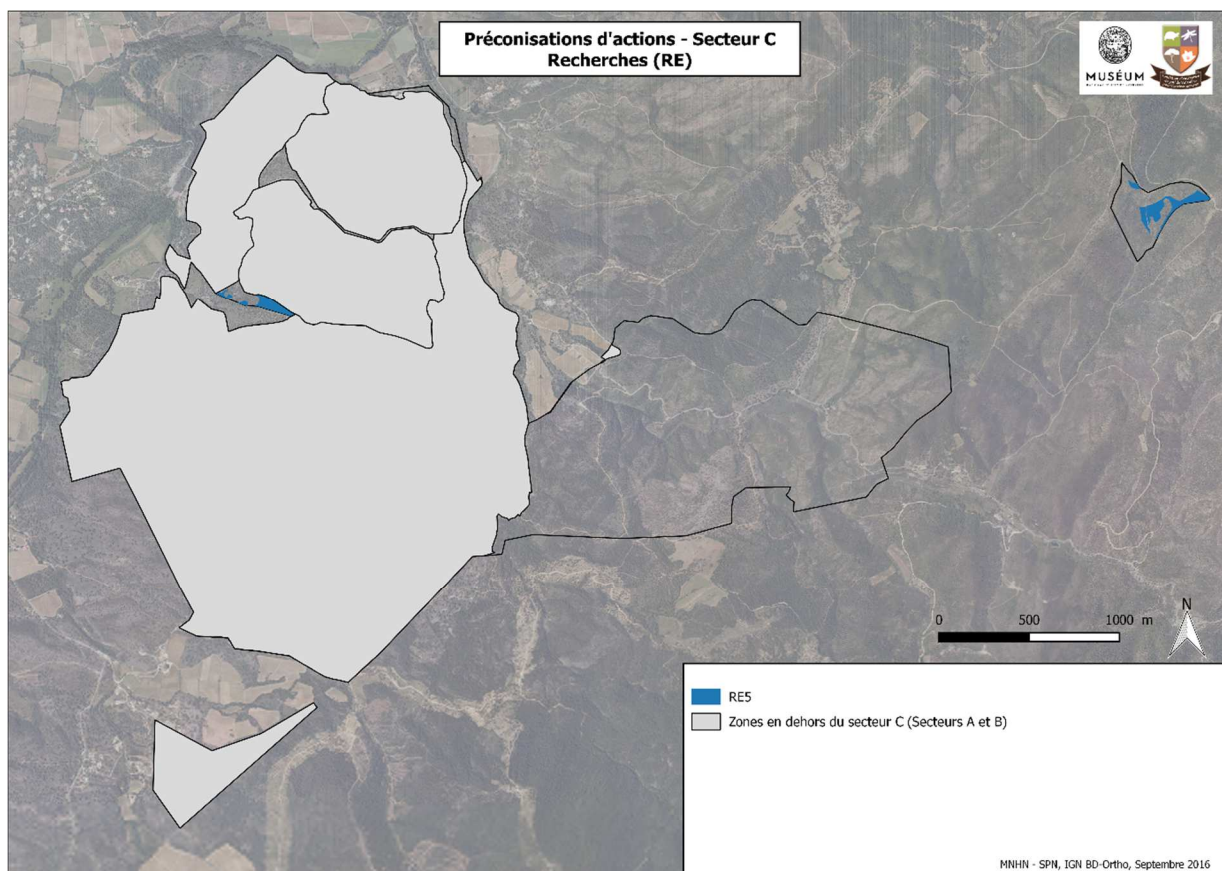 Préconisations d'actions - Secteur C
Recherches (RE)
MUSÉUM
N
0 500 1000 m
RE5
Zones en dehors du secteur C (Secteurs A et B)
MNHN - SPN, IGN BD-Ortho, Septembre 2016